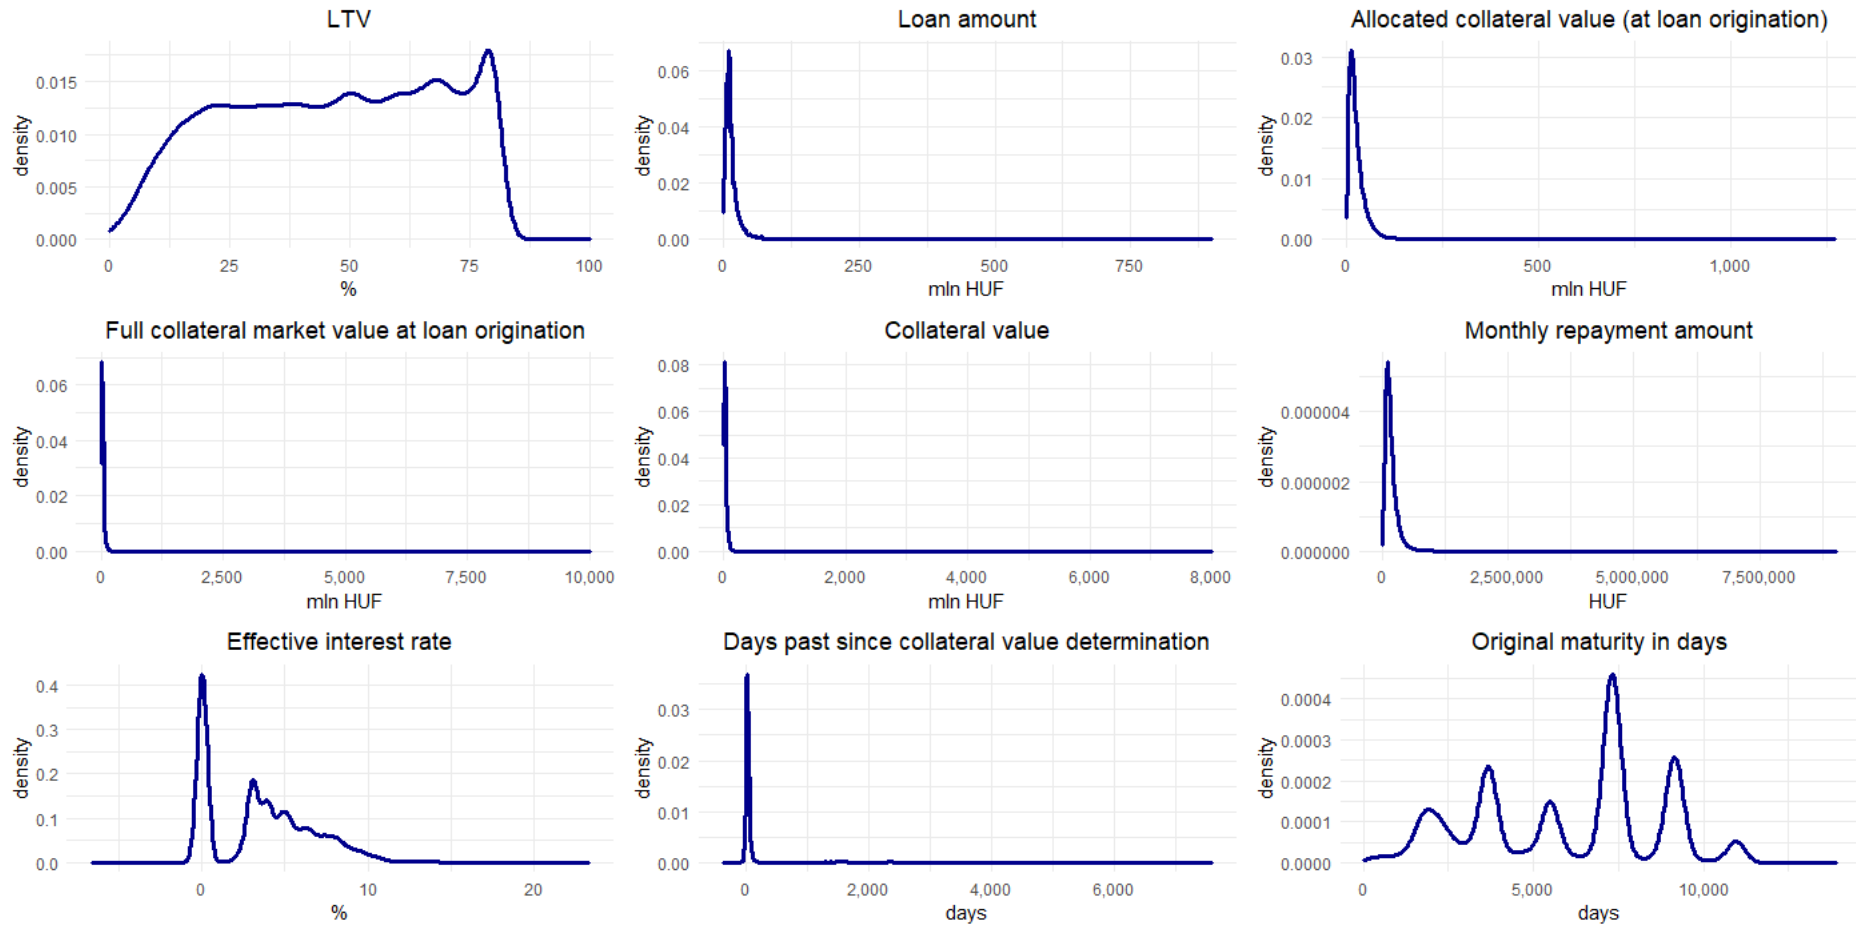 LTV
density
0.015
0.010
0.005
0.000
0 25 50 75 100
%
Loan amount
density
0.06
0.04
0.02
0.00
0 250 500 750
mln HUF
Allocated collateral value (at loan origination)
density
0.03
0.02
0.01
0.00
0 500 1,000
mln HUF
Full collateral market value at loan origination
density
0.06
0.04
0.02
0.00
0 2,500 5,000 7,500 10,000
mln HUF
Collateral value
density
0.08
0.06
0.04
0.02
0.00
0 2,000 4,000 6,000 8,000
mln HUF
Monthly repayment amount
density
0.000004
0.000002
0.000000
0 2,500,000 5,000,000 7,500,000
HUF
Effective interest rate
density
0.4
0.3
0.2
0.1
0.0
0 10 20
%
Days past since collateral value determination
density
0.03
0.02
0.01
0.00
0 2,000 4,000 6,000
days
Original maturity in days
density
0.0004
0.0003
0.0002
0.0001
0.0000
0 5,000 10,000
days